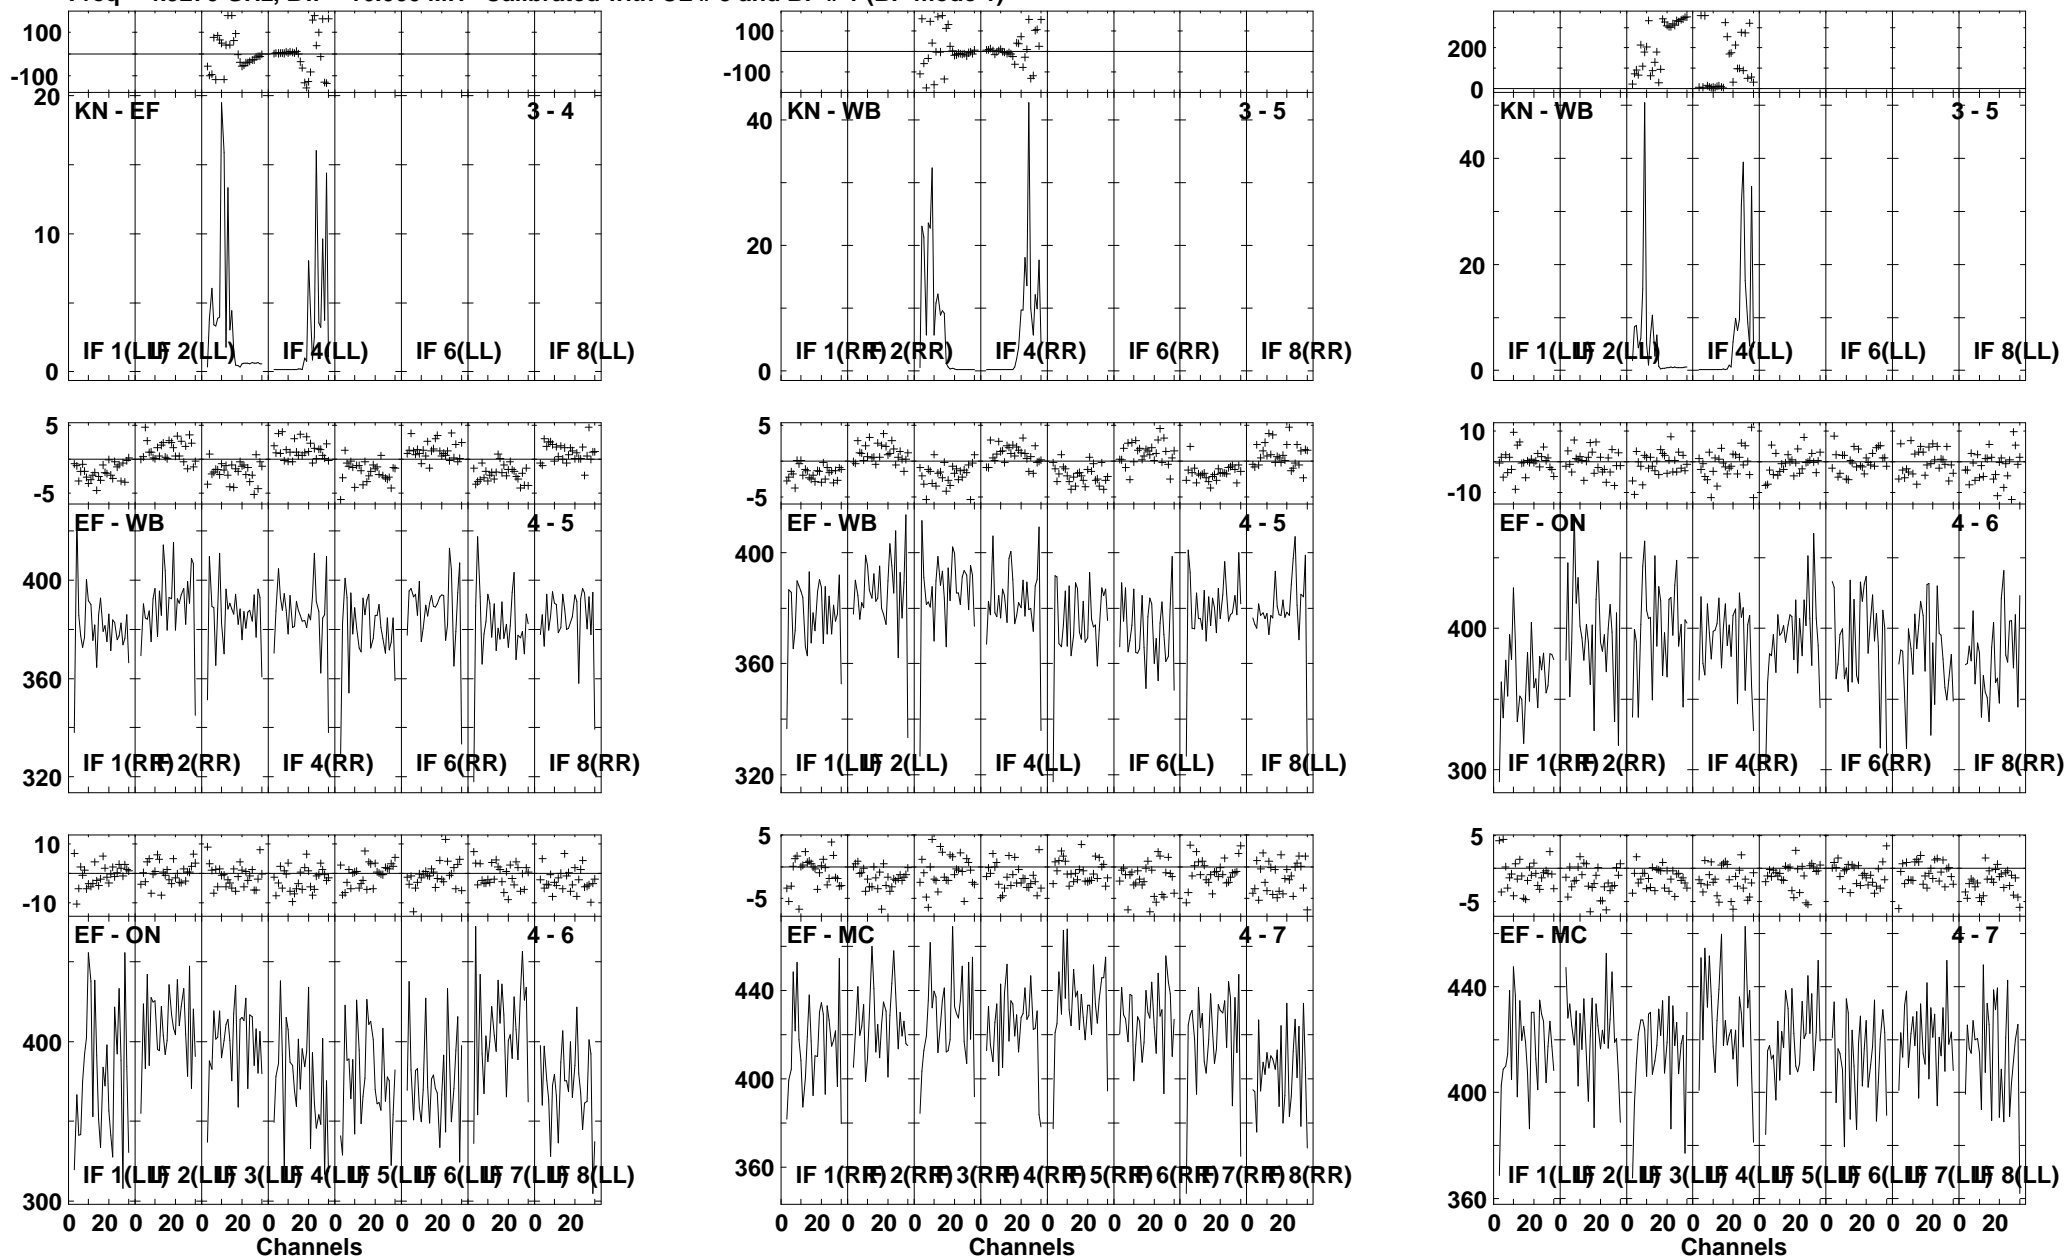 100
-100
20
10
0
KN - EF
3 - 4
IF 1(LL)
IF 2(LL)
IF 4(LL)
IF 6(LL)
IF 8(LL)
100
-100
40
20
0
KN - WB
3 - 5
IF 1(RR)
IF 2(RR)
IF 4(RR)
IF 6(RR)
IF 8(RR)
200
0
40
20
0
KN - WB
3 - 5
IF 1(LL)
IF 2(LL)
IF 4(LL)
IF 6(LL)
IF 8(LL)
5
-5
400
360
320
EF - WB
4 - 5
IF 1(RR)
IF 2(RR)
IF 4(RR)
IF 6(RR)
IF 8(RR)
5
-5
400
360
320
EF - WB
4 - 5
IF 1(LL)
IF 2(LL)
IF 4(LL)
IF 6(LL)
IF 8(LL)
10
-10
400
300
EF - ON
4 - 6
IF 1(RR)
IF 2(RR)
IF 4(RR)
IF 6(RR)
IF 8(RR)
10
-10
400
300
EF - ON
4 - 6
IF 1(LL)
IF 2(LL)
IF 3(LL)
IF 4(LL)
IF 5(LL)
IF 6(LL)
IF 7(LL)
IF 8(LL)
0 20 0 20 0 20 0 20 0 20 0 20 0 20 0 20
Channels
5
-5
440
400
360
EF - MC
4 - 7
IF 1(RR)
IF 2(RR)
IF 3(RR)
IF 4(RR)
IF 5(RR)
IF 6(RR)
IF 7(RR)
IF 8(RR)
0 20 0 20 0 20 0 20 0 20 0 20 0 20 0 20
Channels
5
-5
440
400
360
EF - MC
4 - 7
IF 1(LL)
IF 2(LL)
IF 3(LL)
IF 4(LL)
IF 5(LL)
IF 6(LL)
IF 7(LL)
IF 8(LL)
0 20 0 20 0 20 0 20 0 20 0 20 0 20 0 20
Channels